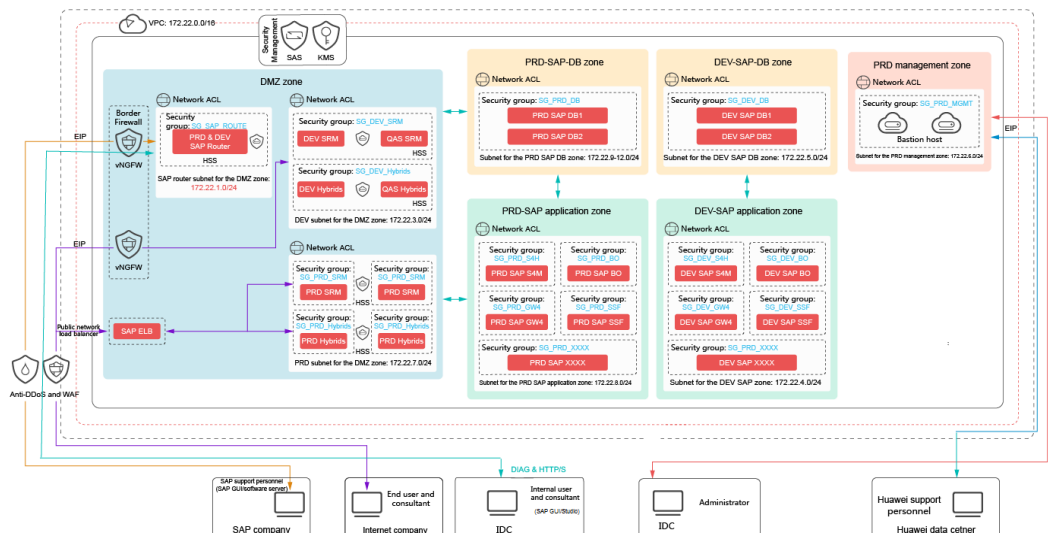 VPC: 172.22.0.0/16
Security
Management
SAS
KMS
DMZ zone
Border
Firewall
EIP
vNGFW
EIP
vNGFW
Network ACL
Security
group: SG_SAP_ROUTE
PRD & DEV
SAP Router
HSS
SAP router subnet for the DMZ zone:
172.22.1.0/24
Network ACL
Security group: SG_DEV_SRM
DEV SRM
QAS SRM
HSS
Security group: SG_DEV_Hybrids
DEV Hybrids
QAS Hybrids
HSS
DEV subnet for the DMZ zone: 172.22.3.0/24
Network ACL
Security group:
SG_PRD_SRM
PRD SRM
HSS
Security group:
SG_PRD_SRM
PRD SRM
Security group:
SG_PRD_Hybrids
PRD Hybrids
HSS
Security group:
SG_PRD_Hybrids
PRD Hybrids
PRD subnet for the DMZ zone: 172.22.7.0/24
Public network
load balancer
SAP ELB
Anti-DDoS and WAF
PRD-SAP-DB zone
Network ACL
Security group: SG_PRD_DB
PRD SAP DB1
PRD SAP DB2
Subnet for the PRD SAP DB zone: 172.22.9-12.0/24
DEV-SAP-DB zone
Network ACL
Security group: SG_DEV_DB
DEV SAP DB1
DEV SAP DB2
Subnet for the DEV SAP DB zone: 172.22.5.0/24
PRD management zone
Network ACL
Security group: SG_PRD_MGMT
Bastion host
Subnet for the PRD management zone: 172.22.6.0/24
EIP
PRD-SAP application zone
Network ACL
Security group:
SG_PRD_S4H
PRD SAP S4M
Security group:
SG_PRD_BO
PRD SAP BO
Security group:
SG_PRD_GW4
PRD SAP GW4
Security group:
SG_PRD_SSF
PRD SAP SSF
Security group: SG_PRD_XXXX
PRD SAP XXXX
Subnet for the PRD SAP application zone: 172.22.8.0/24
DEV-SAP application zone
Network ACL
Security group:
SG_DEV_S4H
DEV SAP S4M
Security group:
SG_DEV_BO
DEV SAP BO
Security group:
SG_DEV_GW4
DEV SAP GW4
Security group:
SG_DEV_SSF
DEV SAP SSF
Security group: SG_PRD_XXXX
DEV SAP XXXX
Subnet for the DEV SAP zone: 172.22.4.0/24
DIAG & HTTP/S
SAP support personnel
(SAP GUI/software server)
SAP company
End user and
consultant
Internet company
Internal user
and consultant
(SAP GUI/Studio)
IDC
Administrator
IDC
Huawei support
personnel
Huawei data cetner